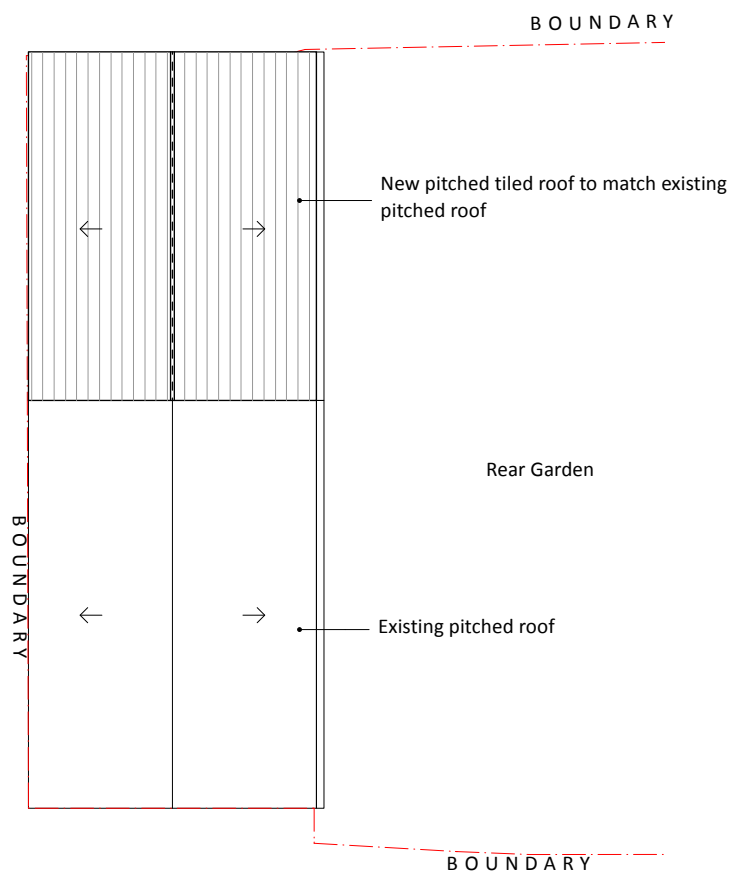 BOUNDARY
New pitched tiled roof to match existing
pitched roof
Rear Garden
BOUNDARY
Existing pitched roof
BOUNDARY